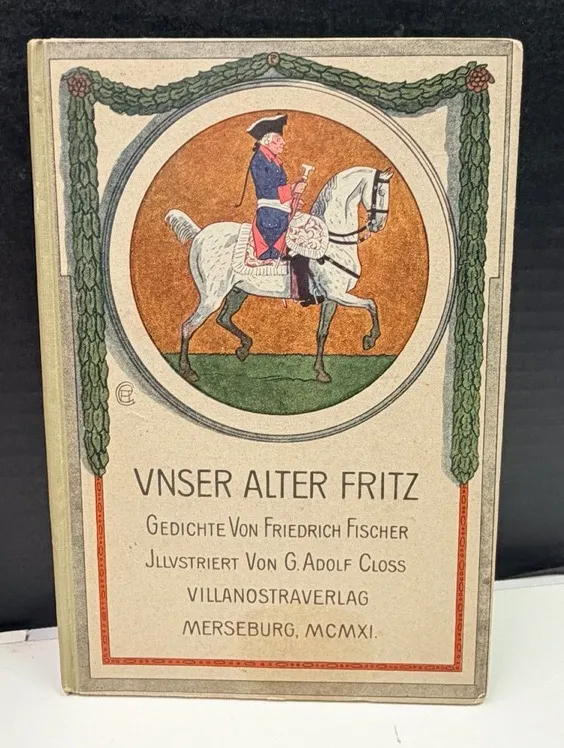 VNSER ALTER FRITZ
GEDICHTE VON FRIEDRICH FISCHER
JLLVSTRIERT VON G. ADOLF CLOSS
VILLANOSTRAVERLAG
MERSEBURG, MCMXI.